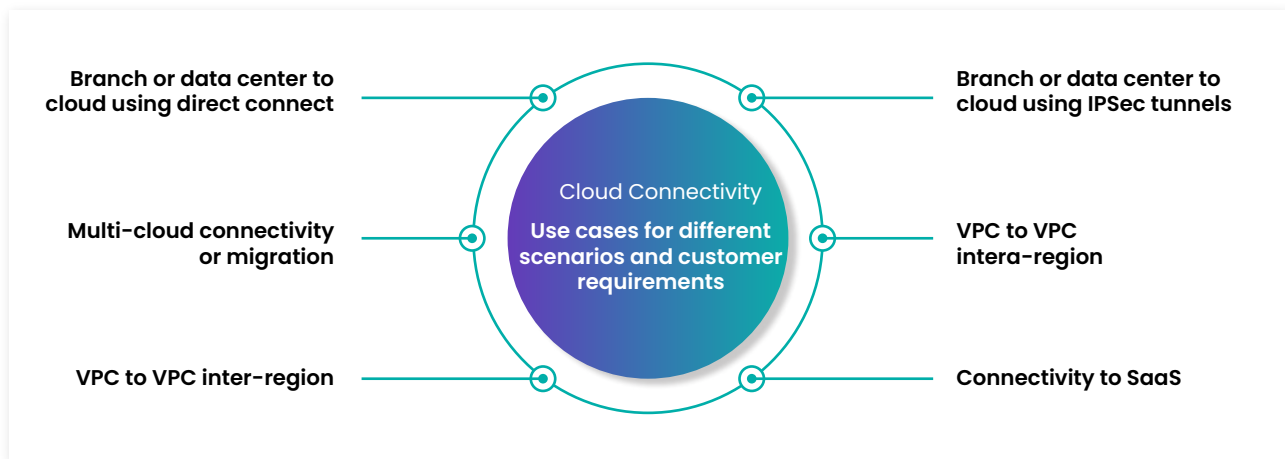 Branch or data center to
cloud using direct connect
Multi-cloud connectivity
or migration
VPC to VPC inter-region
Cloud Connectivity
Use cases for different
scenarios and customer
requirements
Branch or data center to
cloud using IPSec tunnels
VPC to VPC
intera-region
Connectivity to SaaS